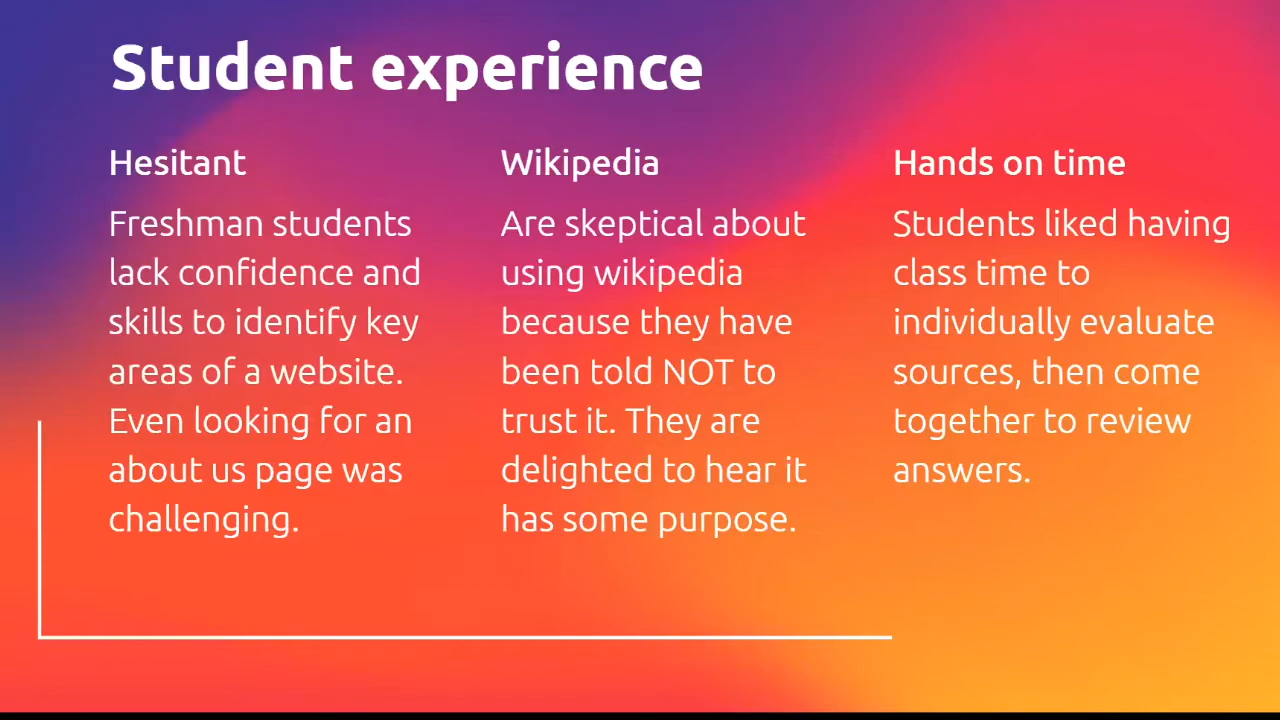 Student experience
Hesitant
Freshman students
lack confidence and
skills to identify key
areas of a website.
Even looking for an
about us page was
challenging.
Wikipedia
Are skeptical about
using wikipedia
because they have
been told NOT to
trust it. They are
delighted to hear it
has some purpose.
Hands on time
Students liked having
class time to
individually evaluate
sources, then come
together to review
answers.